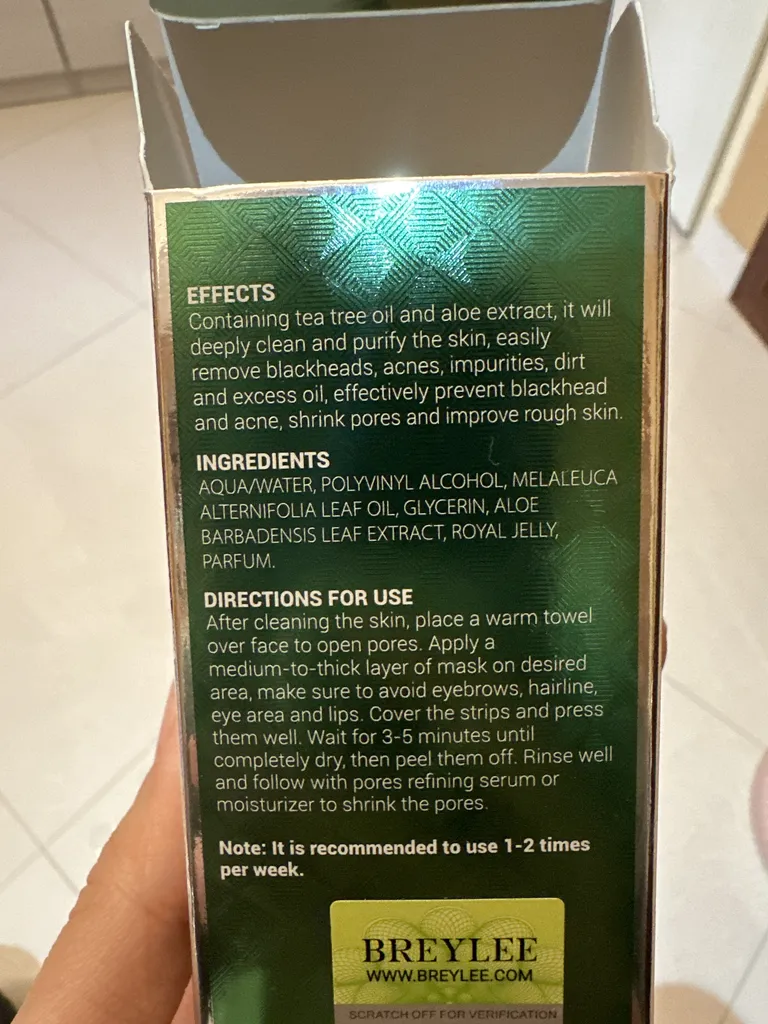 EFFECTS
Containing tea tree oil and aloe extract, it will
deeply clean and purify the skin, easily
remove blackheads, acnes, impurities, dirt
and excess oil, effectively prevent blackhead
and acne, shrink pores and improve rough skin.
INGREDIENTS
AQUA/WATER, POLYVINYL ALCOHOL, MELALEUCA
ALTERNIFOLIA LEAF OIL, GLYCERIN, ALOE
BARBADENSIS LEAF EXTRACT, ROYAL JELLY,
PARFUM.
DIRECTIONS FOR USE
After cleaning the skin, place a warm towel
over face to open pores. Apply a
medium-to-thick layer of mask on desired
area, make sure to avoid eyebrows, hairline,
eye area and lips. Cover the strips and press
them well. Wait for 3-5 minutes until
completely dry, then peel them off. Rinse well
and follow with pores refining serum or
moisturizer to shrink the pores.
Note: It is recommended to use 1-2 times
per week.
BREYLEE
WWW.BREYLEE.COM
SCRATCH OFF FOR VERIFICATION